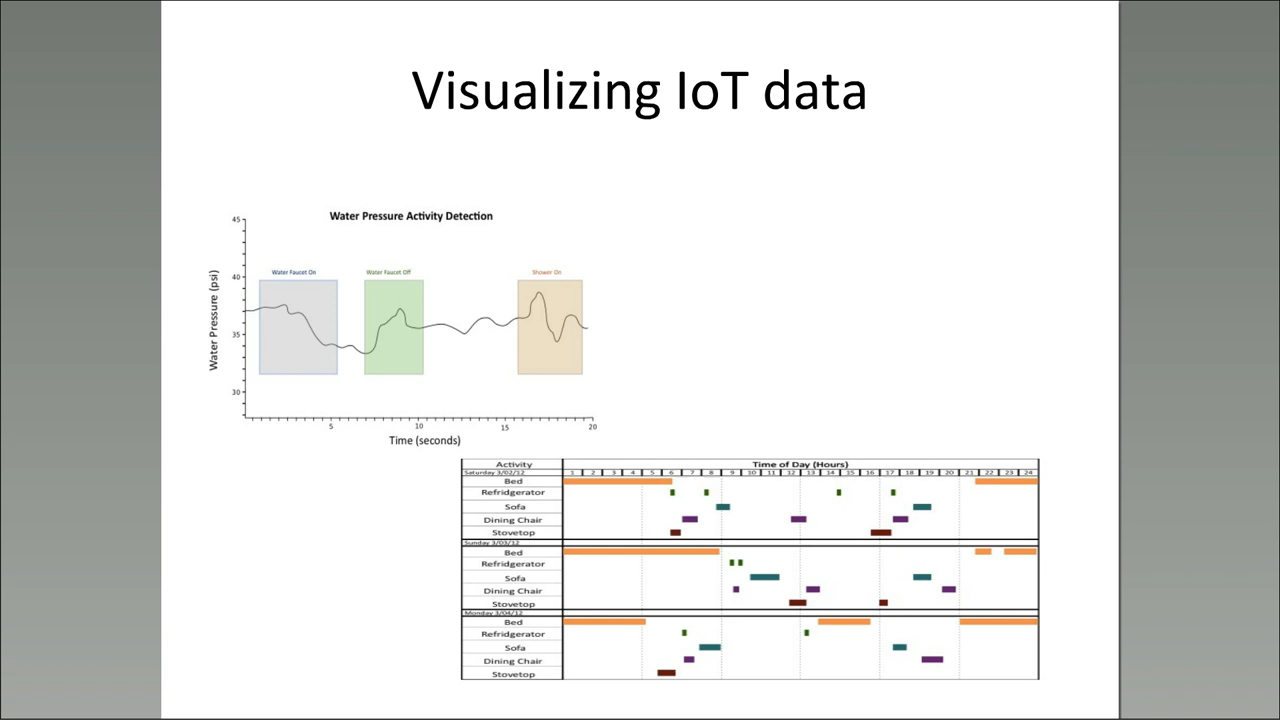 Visualizing IoT data
Water Pressure Activity Detection
45
40
35
30
Water Pressure (psi)
Water Faucet On
Water Faucet Off
Shower On
5 10 15 20
Time (seconds)
Activity Time of Day (Hours)
Saturday 3/02/12 1 2 3 4 5 6 7 8 9 10 11 12 13 14 15 16 17 18 19 20 21 22 23 24
Bed
Refridgerator
Sofa
Dining Chair
Stovetop
Sunday 3/03/12
Bed
Refridgerator
Sofa
Dining Chair
Stovetop
Monday 3/04/12
Bed
Refridgerator
Sofa
Dining Chair
Stovetop